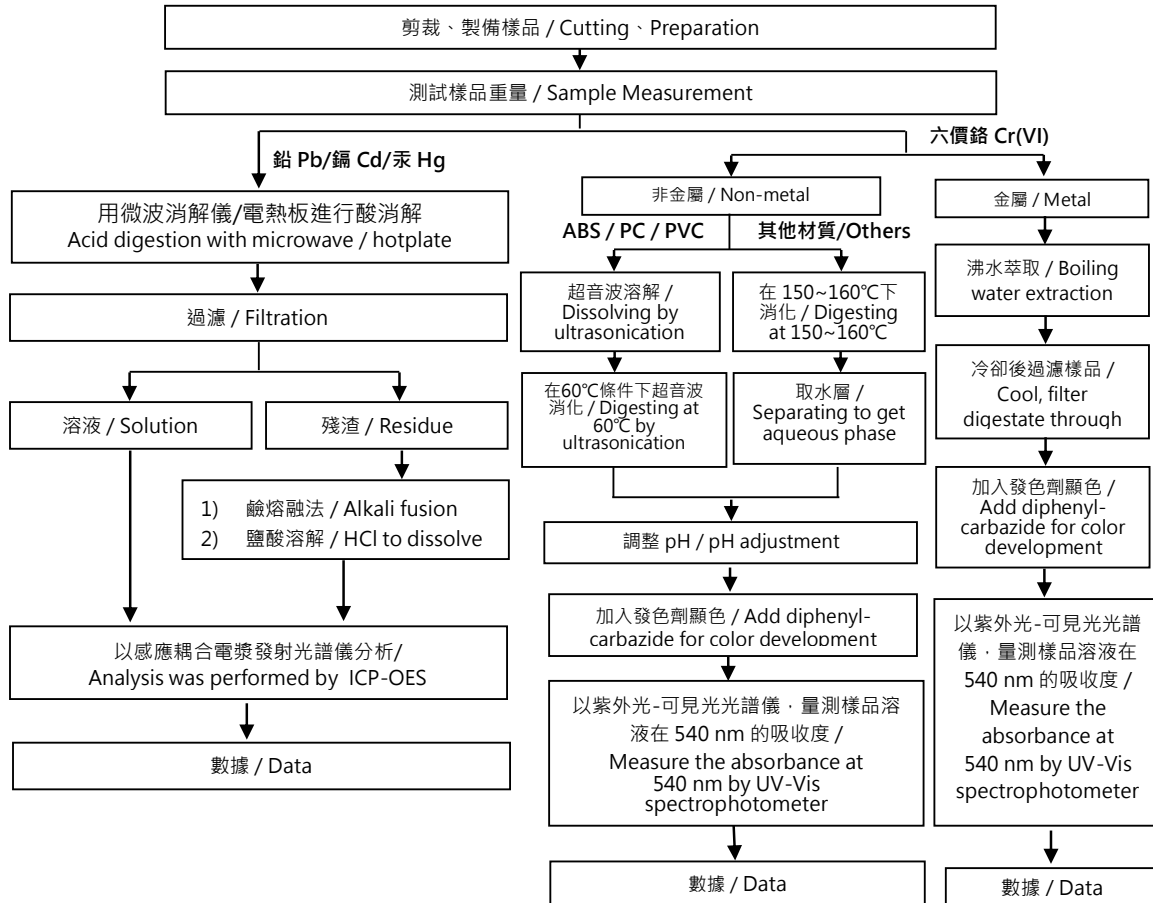 剪裁、製備樣品 / Cutting、Preparation
測試樣品重量 / Sample Measurement
鉛 Pb/鎘 Cd/汞 Hg
用微波消解儀/電熱板進行酸消解
Acid digestion with microwave / hotplate
過濾 / Filtration
溶液 / Solution
殘渣 / Residue
1) 鹼熔融法 / Alkali fusion
2) 鹽酸溶解 / HCl to dissolve
以感應耦合電漿發射光譜儀分析/
Analysis was performed by ICP-OES
數據 / Data
六價鉻 Cr(VI)
非金屬 / Non-metal
ABS / PC / PVC
超音波溶解 /
Dissolving by
ultrasonication
在60℃條件下超音波
消化 / Digesting at
60℃ by
ultrasonication
其他材質/Others
在 150~160℃下
消化 / Digesting
at 150~160℃
取水層 /
Separating to get
aqueous phase
調整 pH / pH adjustment
加入發色劑顯色 / Add diphenyl-
carbazide for color development
以紫外光-可見光光譜儀﹐量測樣品溶
液在 540 nm 的吸收度 /
Measure the absorbance at
540 nm by UV-Vis
spectrophotometer
數據 / Data
金屬 / Metal
沸水萃取 / Boiling
water extraction
冷卻後過濾樣品 /
Cool, filter
digestate through
加入發色劑顯色 /
Add diphenyl-
carbazide for color
development
以紫外光-可見光光譜
儀﹐量測樣品溶液在
540 nm 的吸收度 /
Measure the
absorbance at
540 nm by UV-Vis
spectrophotometer
數據 / Data